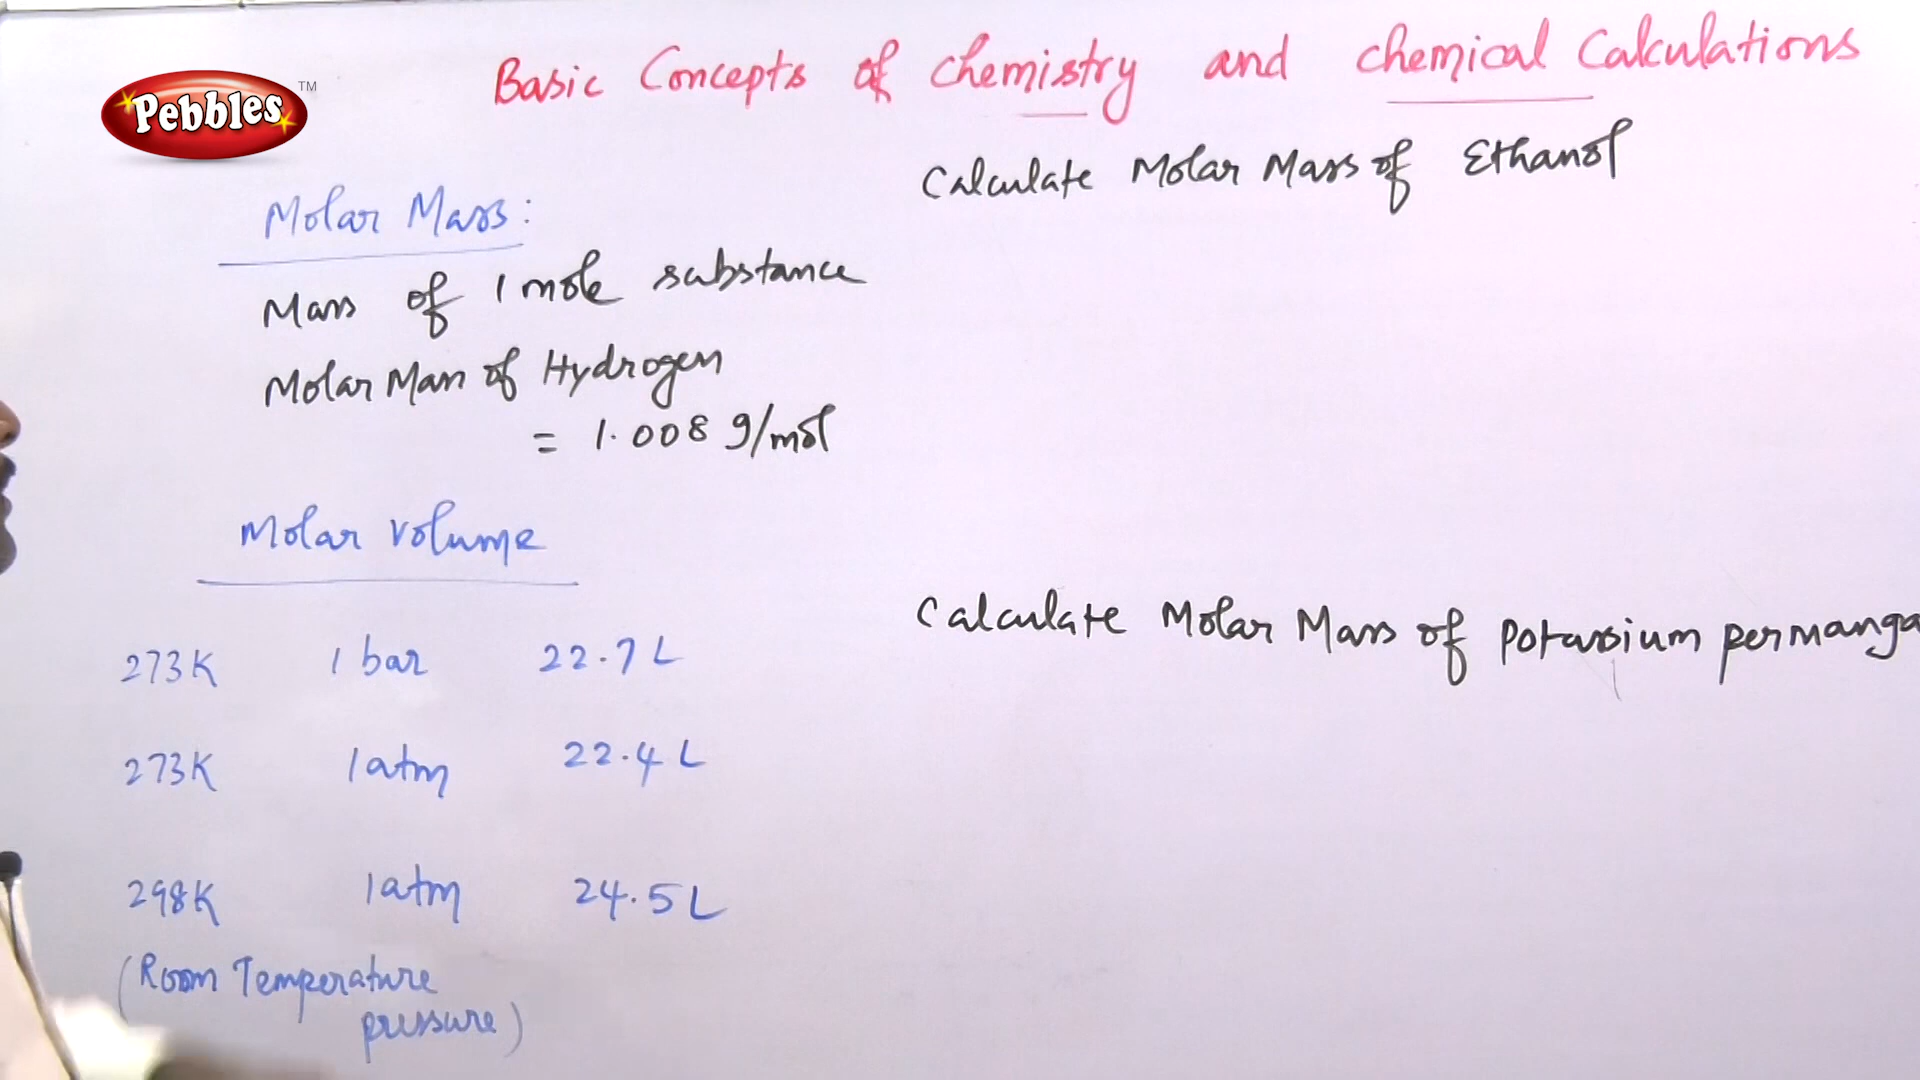 Basic Concepts of chemistry and chemical Calculations
Pebbles™
Molar Mass:
Mass of 1 mole substance
Molar Mass of Hydrogen
= 1.008 g/mol
Molar volume
273K 1 bar 22.7 L
273K 1 atm 22.4 L
298K 1 atm 24.5 L
(Room Temperature
pressure)
Calculate Molar Mass of Ethanol
Calculate Molar Mass of potassium permanga